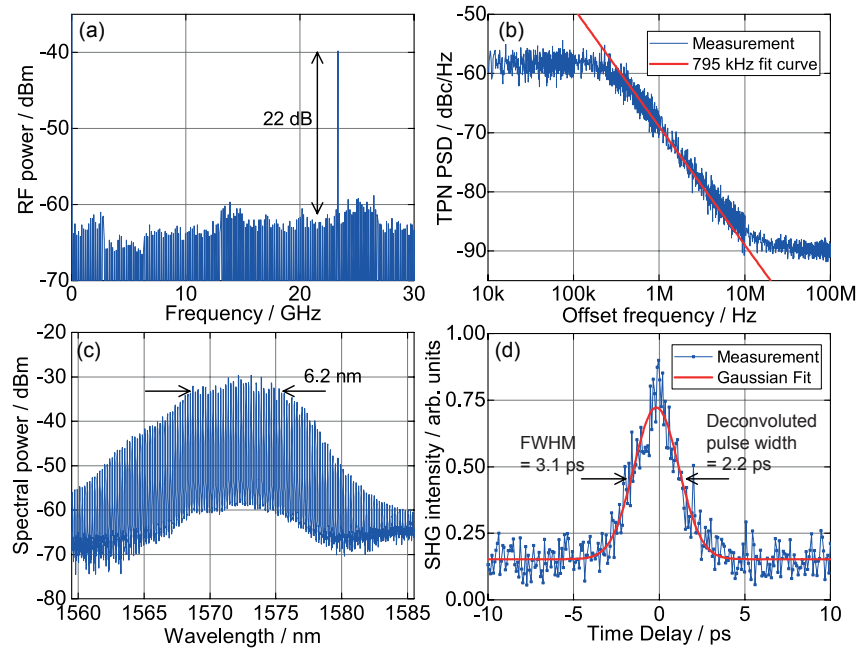 (a)
-40
-50
-60
-70
RF power / dBm
22 dB
0
10
20
30
Frequency / GHz
(b)
-50
-60
-70
-80
-90
TPN PSD / dBc/Hz
Measurement
795 kHz fit curve
10k
100k
1M
10M
100M
Offset frequency / Hz
(c)
-20
-30
-40
-50
-60
-70
-80
Spectral power / dBm
6.2 nm
1560
1565
1570
1575
1580
1585
Wavelength / nm
(d)
1.00
0.75
0.50
0.25
0.00
SHG intensity / arb. units
Measurement
Gaussian Fit
FWHM
= 3.1 ps
Deconvoluted
pulse width
= 2.2 ps
-10
-5
0
5
10
Time Delay / ps